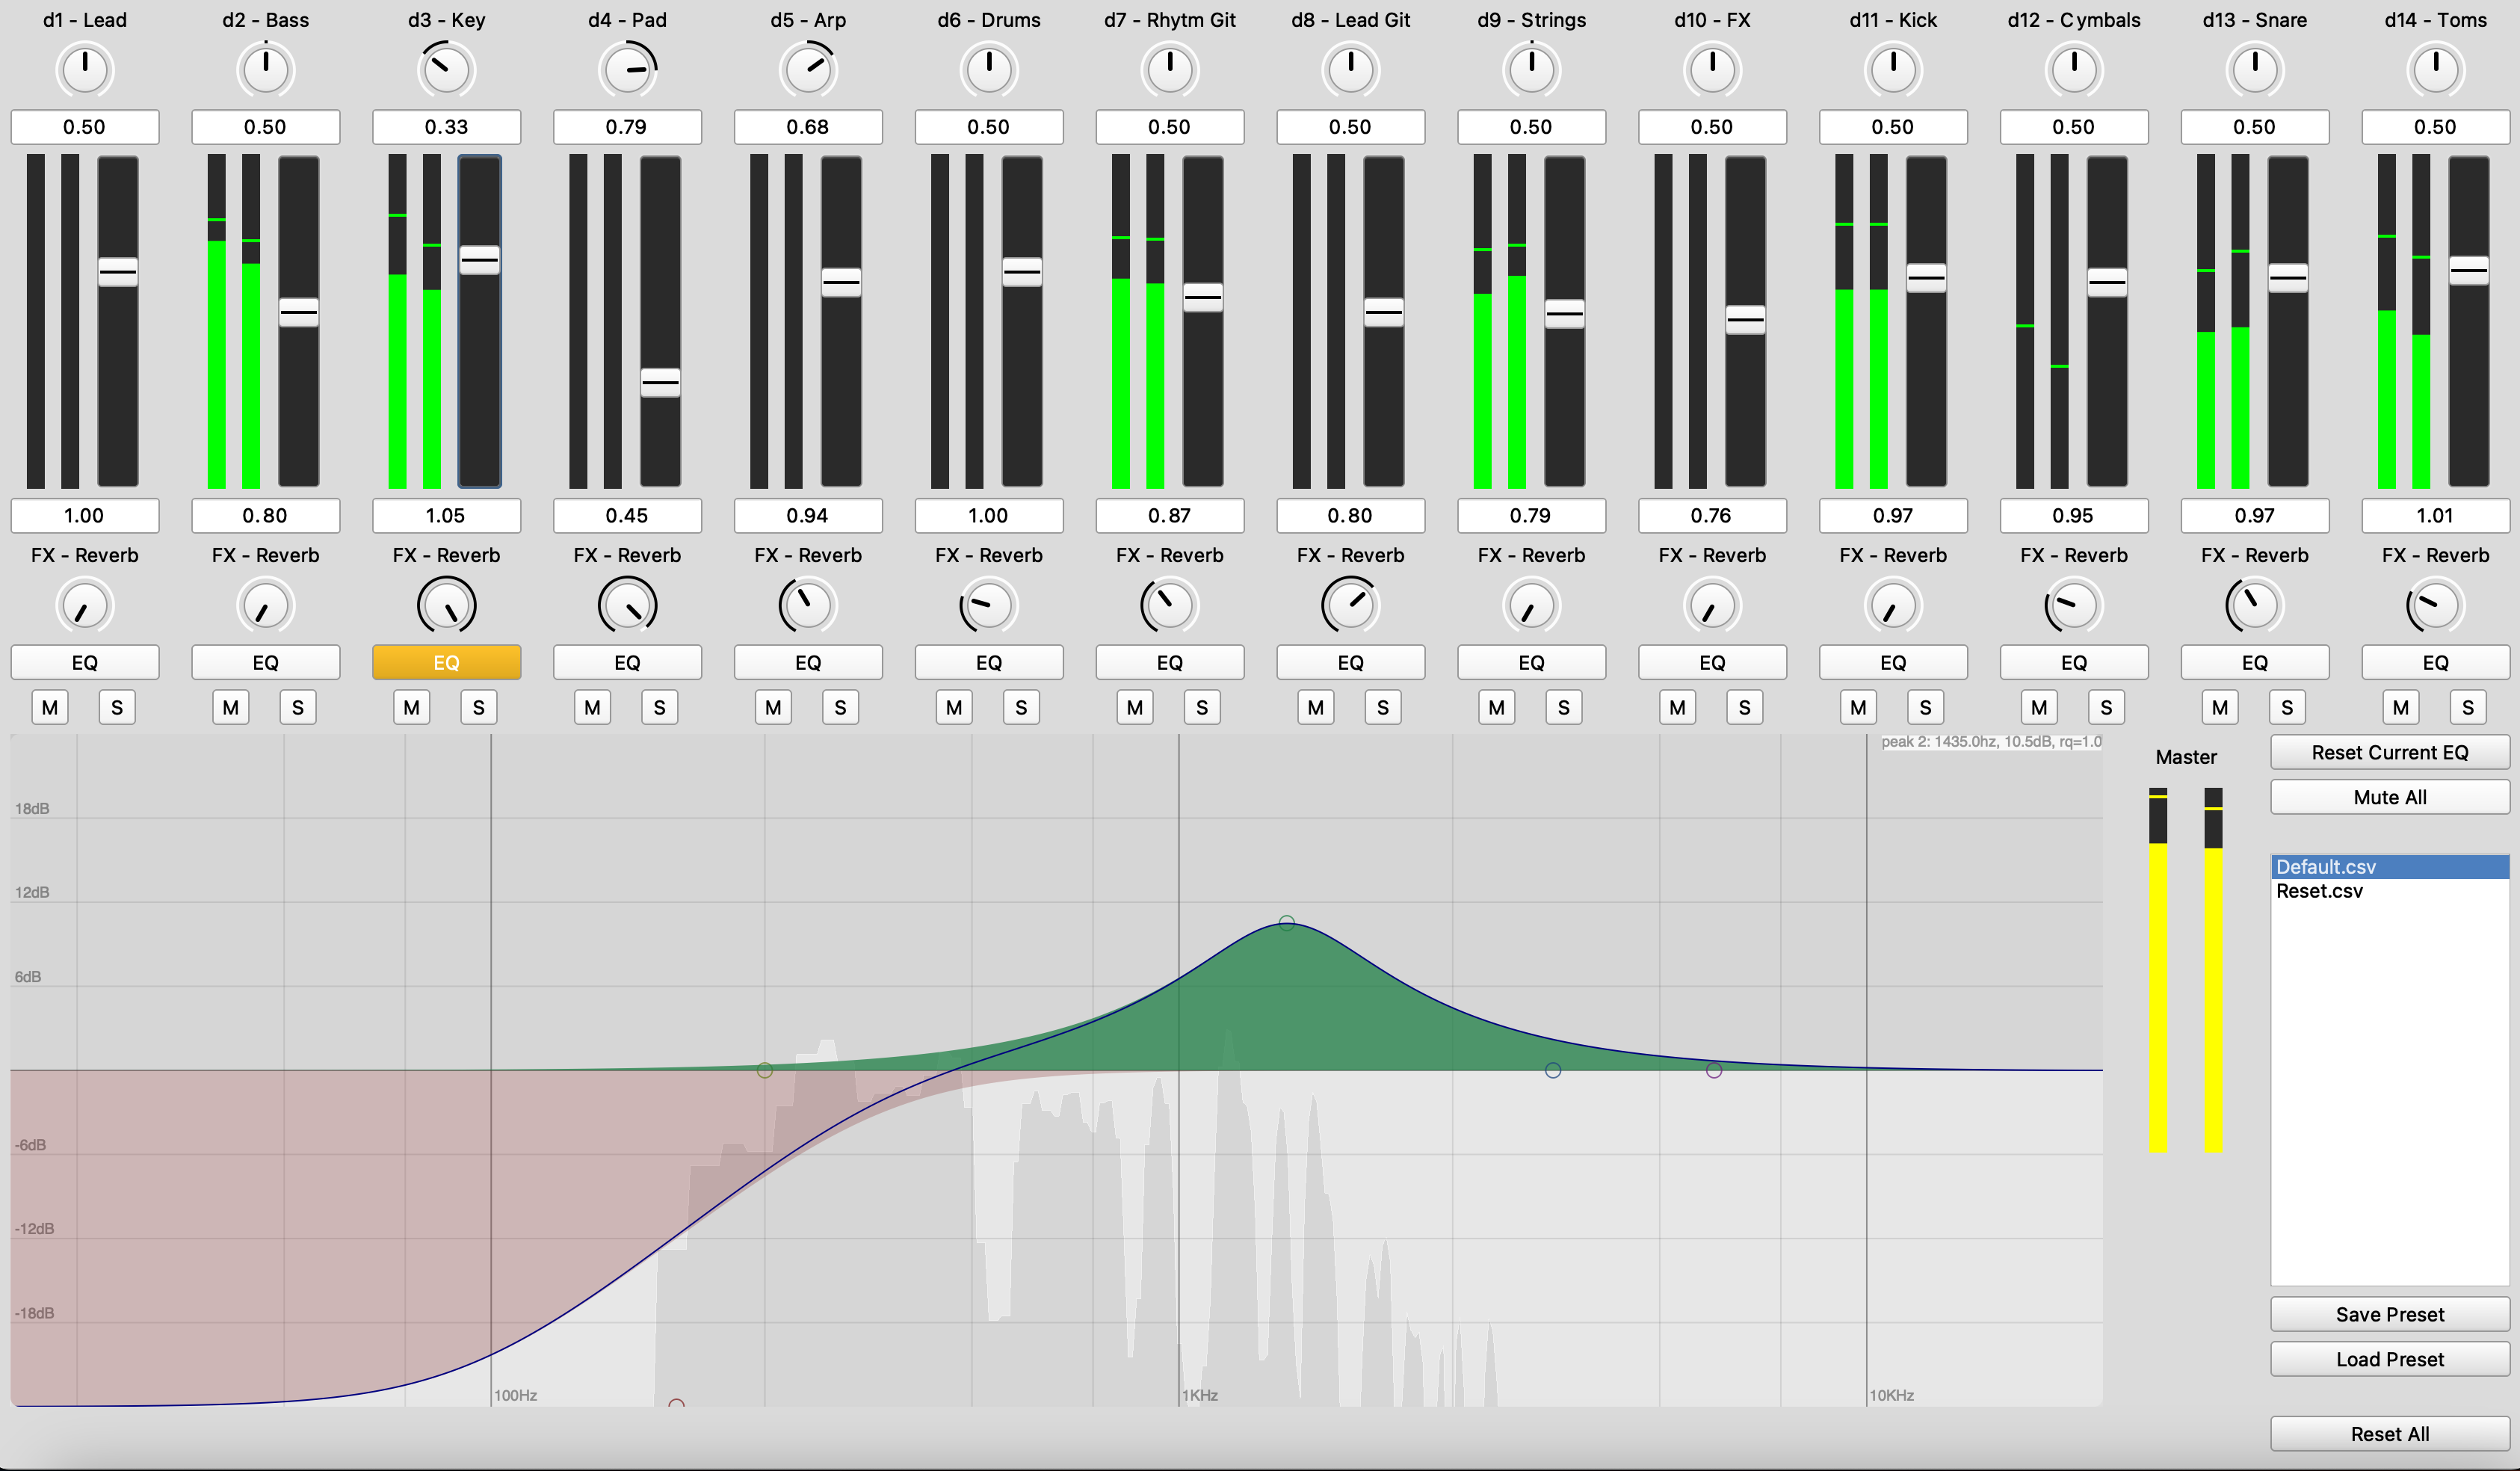 d1 - Lead d2 - Bass d3 - Key d4 - Pad d5 - Arp d6 - Drums d7 - Rhytm Git d8 - Lead Git d9 - Strings d10 - FX d11 - Kick d12 - Cymbals d13 - Snare d14 - Toms
0.50 0.50 0.33 0.79 0.68 0.50 0.50 0.50 0.50 0.50 0.50 0.50 0.50 0.50
1.00 0.80 1.05 0.45 0.94 1.00 0.87 0.80 0.79 0.76 0.97 0.95 0.97 1.01
FX - Reverb FX - Reverb FX - Reverb FX - Reverb FX - Reverb FX - Reverb FX - Reverb FX - Reverb FX - Reverb FX - Reverb FX - Reverb FX - Reverb FX - Reverb FX - Reverb
EQ EQ EQ EQ EQ EQ EQ EQ EQ EQ EQ EQ EQ EQ
M S M S M S M S M S M S M S M S M S M S M S M S M S M S
peak 2: 1435.0hz, 10.5dB, rq=1.0
18dB
12dB
6dB
-6dB
-12dB
-18dB
100Hz 1KHz 10KHz
Master
Reset Current EQ
Mute All
Default.csv
Reset.csv
Save Preset
Load Preset
Reset All